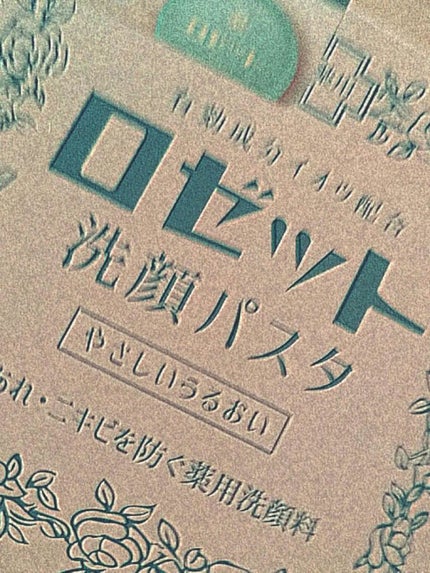 有効成分イオウ配合
ロゼット
洗顔パスタ
やさしいうるおい
あれ・ニキビを防ぐ薬用洗顔料